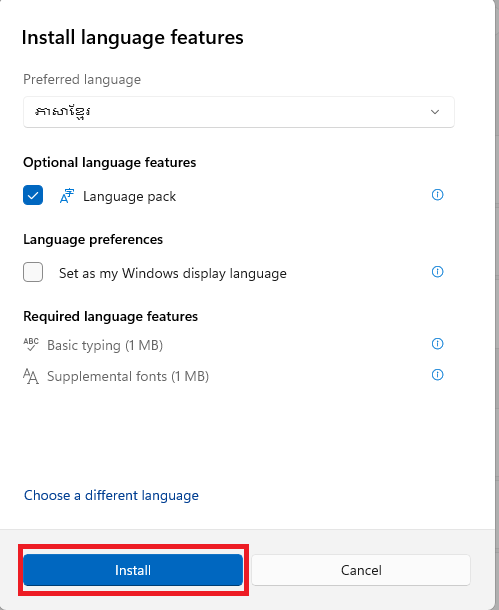 Install language features
Preferred language
ភាសាខ្មែរ
Optional language features
Language pack
Language preferences
Set as my Windows display language
Required language features
ABC
Basic typing (1 MB)
Supplemental fonts (1 MB)
Choose a different language
Install
Cancel